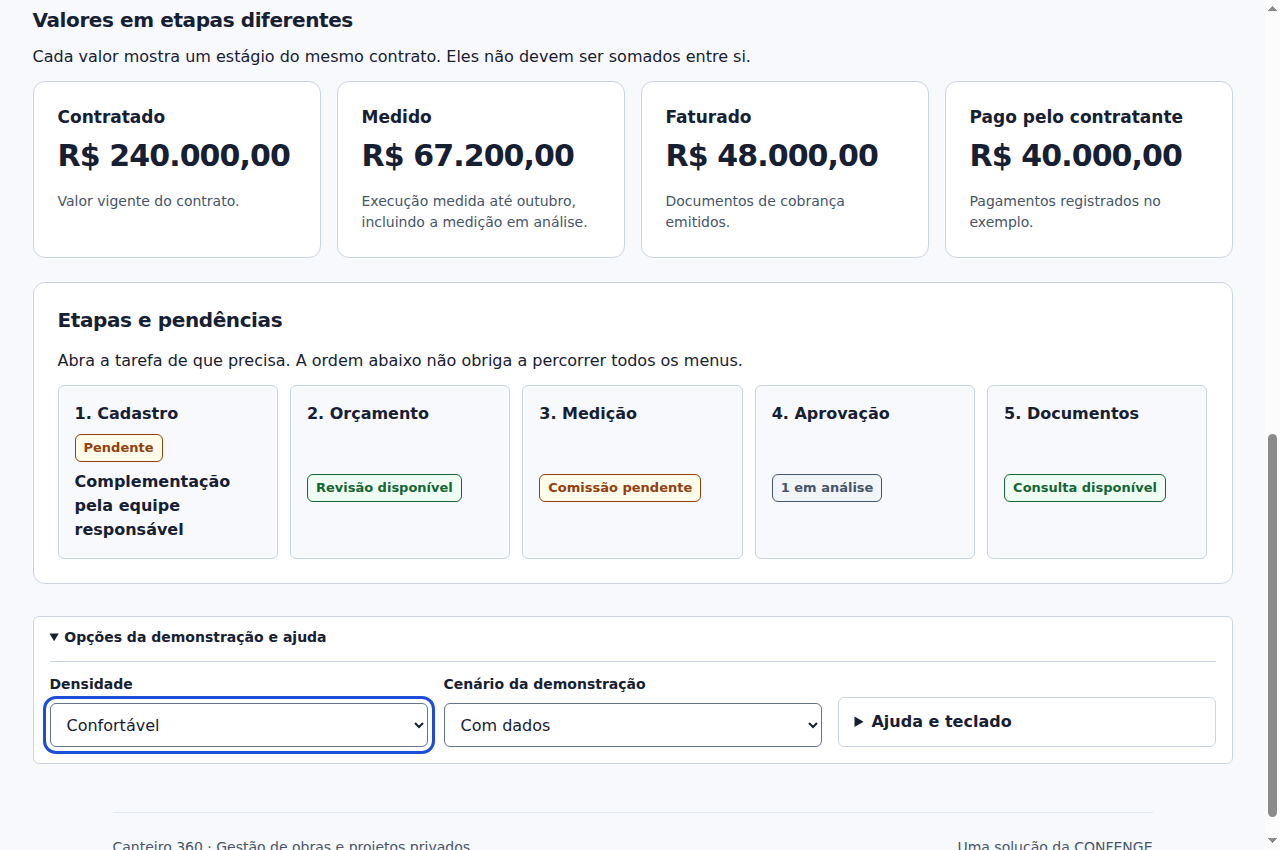 Valores em etapas diferentes
Cada valor mostra um estágio do mesmo contrato. Eles não devem ser somados entre si.
Contratado
R$ 240.000,00
Valor vigente do contrato.
Medido
R$ 67.200,00
Execução medida até outubro,
incluindo a medição em análise.
Faturado
R$ 48.000,00
Documentos de cobrança
emitidos.
Pago pelo contratante
R$ 40.000,00
Pagamentos registrados no
exemplo.
Etapas e pendências
Abra a tarefa de que precisa. A ordem abaixo não obriga a percorrer todos os menus.
1. Cadastro
Pendente
Complementação
pela equipe
responsável
2. Orçamento
Revisão disponível
3. Medição
Comissão pendente
4. Aprovação
1 em análise
5. Documentos
Consulta disponível
Opções da demonstração e ajuda
Densidade
Confortável
Cenário da demonstração
Com dados
Ajuda e teclado
Canteiro 360 · Gestão de obras e projetos privados
Uma solução da CONFENGE